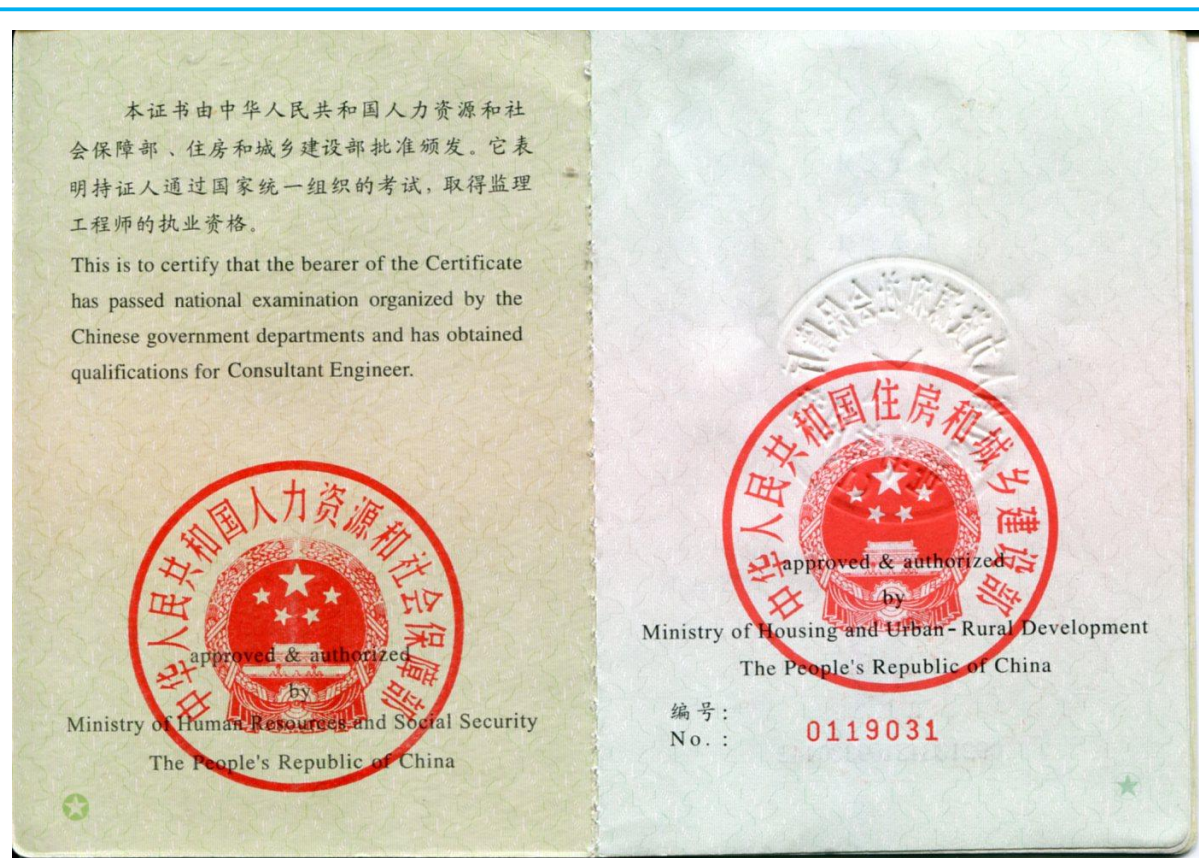 本证书由中华人民共和国人力资源和社
会保障部、住房和城乡建设部批准颁发。它表
明持证人通过国家统一组织的考试,取得监理
工程师的执业资格。
This is to certify that the bearer of the Certificate
has passed national examination organized by the
Chinese government departments and has obtained
qualifications for Consultant Engineer.
中华人民共和国人力资源和社会保障部
approved & authorized
by
Ministry of Human Resources and Social Security
The People's Republic of China
中华人民共和国住房和城乡建设部
approved & authorized
by
Ministry of Housing and Urban-Rural Development
The People's Republic of China
编号:
No.: 0119031